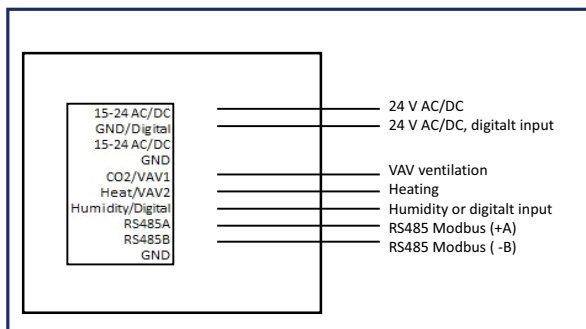 15-24 AC/DC
GND/Digital
15-24 AC/DC
GND
CO2/VAV1
Heat/VAV2
Humidity/Digital
RS485A
RS485B
GND
24 V AC/DC
24 V AC/DC, digitalt input
VAV ventilation
Heating
Humidity or digitalt input
RS485 Modbus (+A)
RS485 Modbus ( -B)